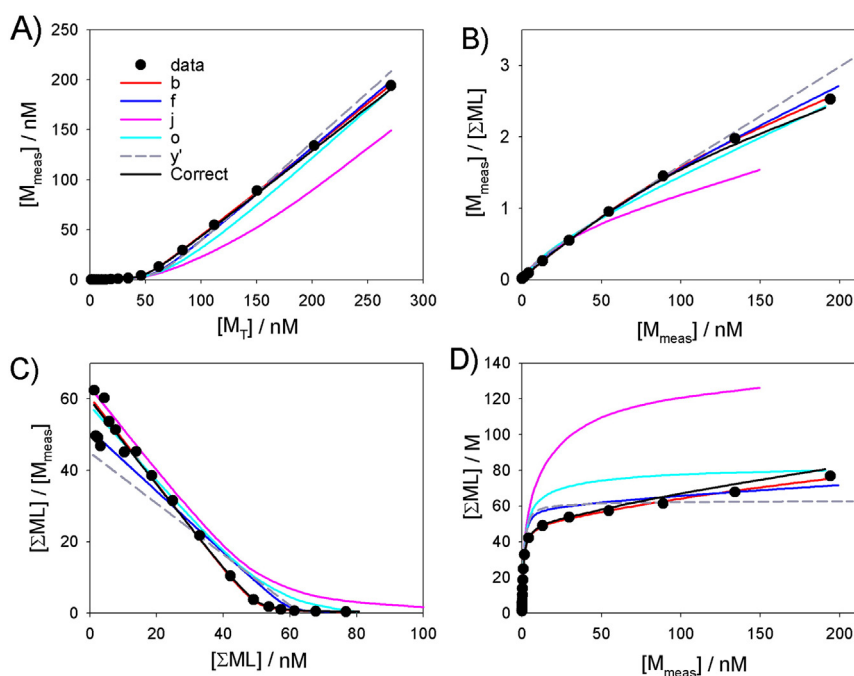 A)
250
200
150
100
50
0
[M_meas] / nM
data
b
f
j
o
y'
Correct
0 50 100 150 200 250 300
[M_T] / nM
B)
4
3
2
1
0
[M_meas] / [ΣML]
0 50 100 150 200
[M_meas] / nM
C)
60
40
20
0
[ΣML] / [M_meas]
0 20 40 60 80 100
[ΣML] / nM
D)
140
120
100
80
60
40
20
0
[ΣML] / M
0 50 100 150 200
[M_meas] / nM